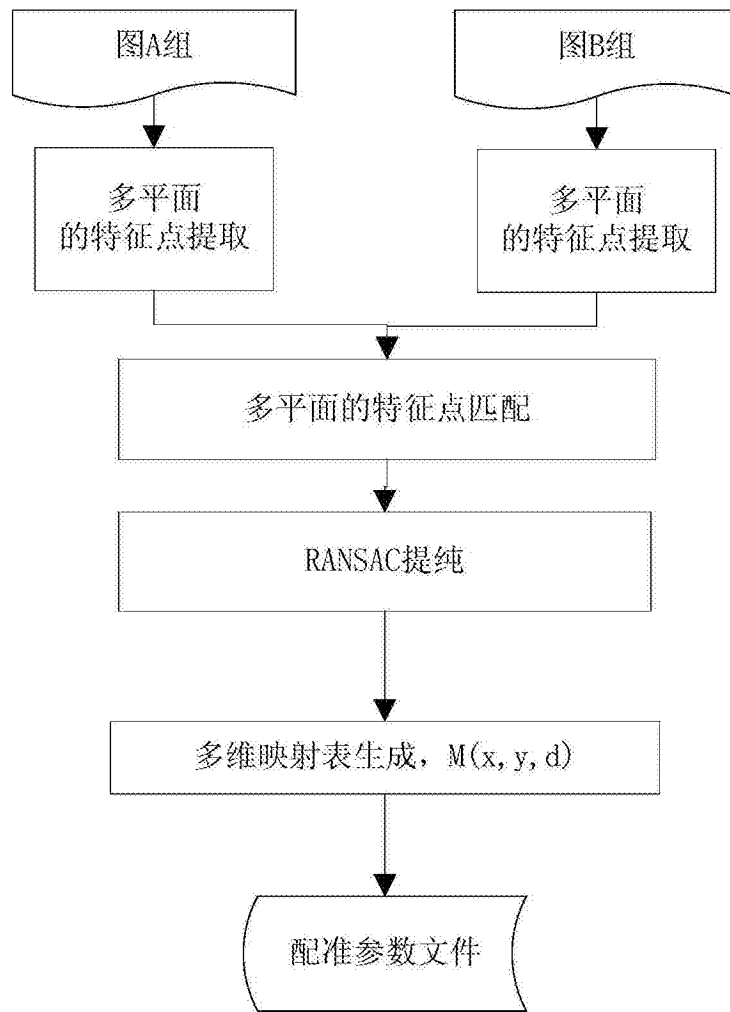 图A组
图B组
多平面
的特征点提取
多平面
的特征点提取
多平面的特征点匹配
RANSAC提纯
多维映射表生成，M(x,y,d)
配准参数文件